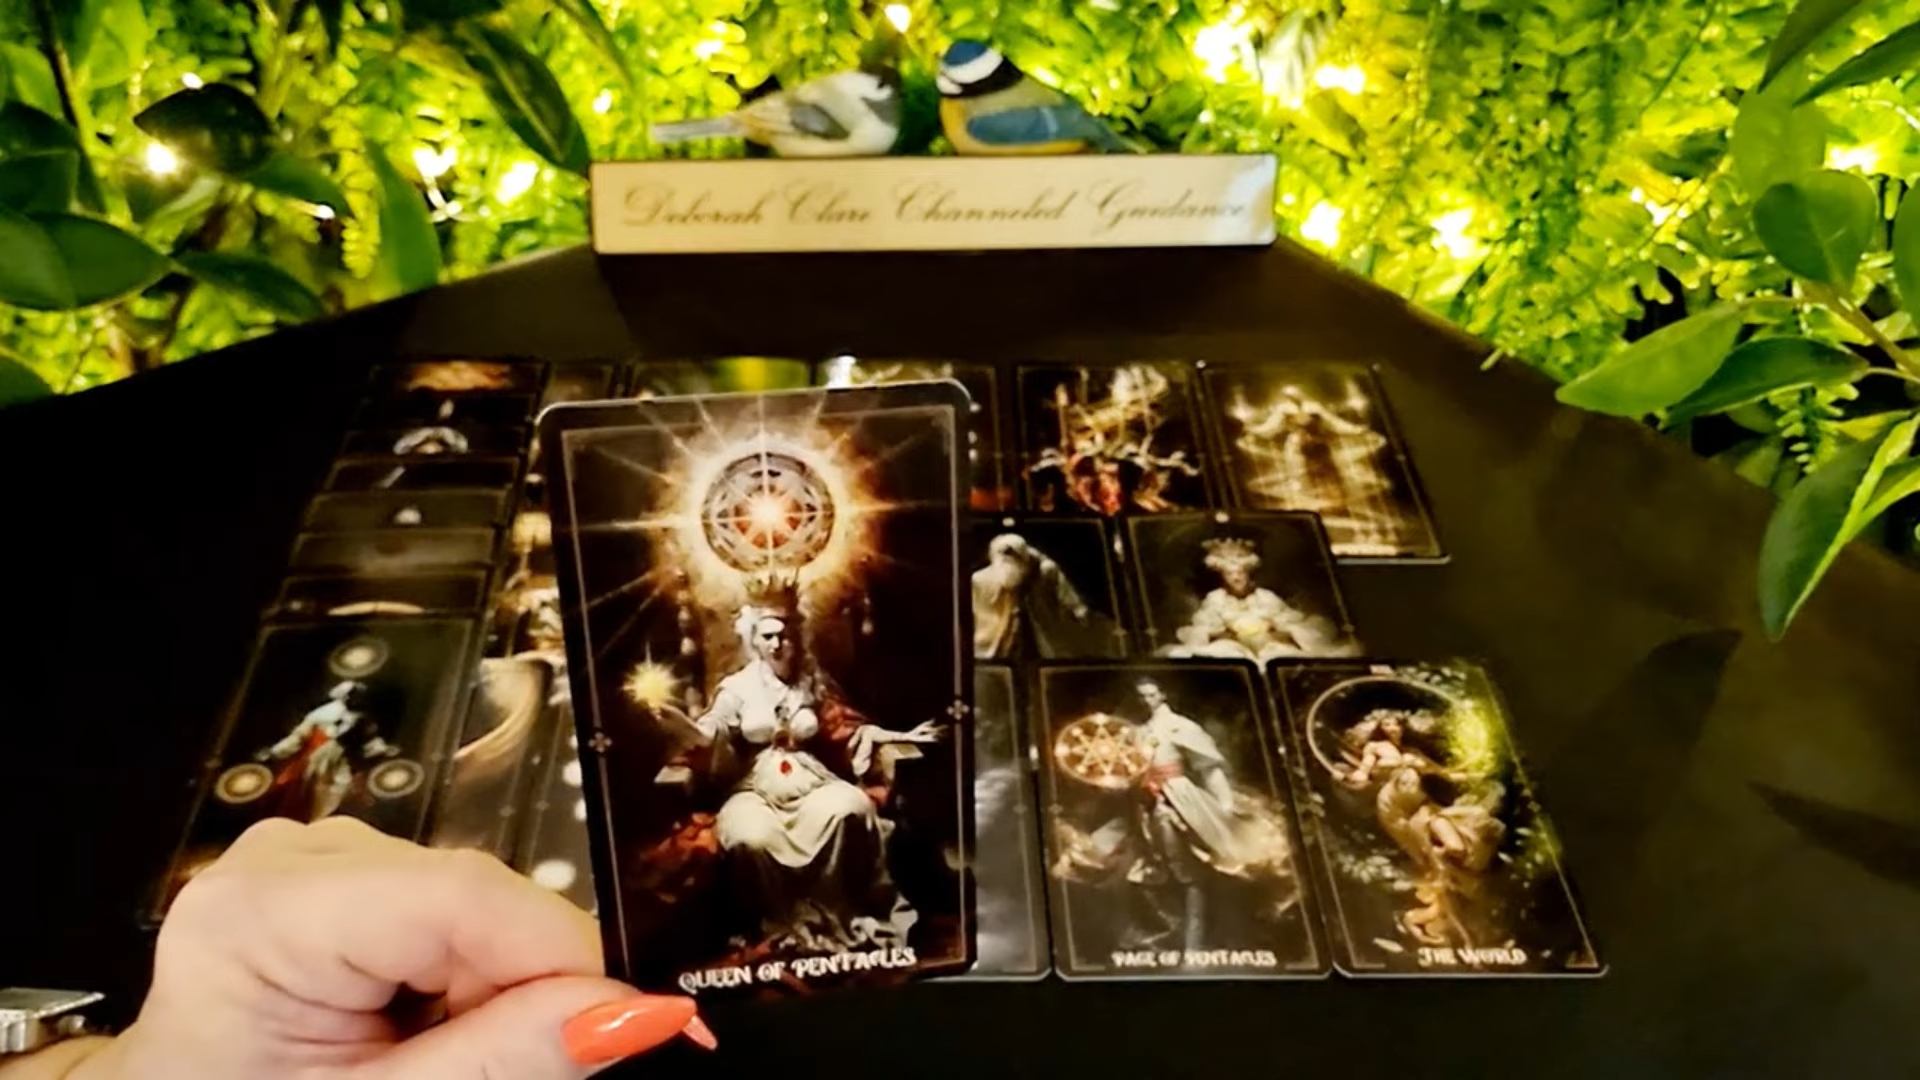 Deborah Clare Channeled Guidance
QUEEN OF PENTACLES
PAGE OF PENTACLES
THE WORLD